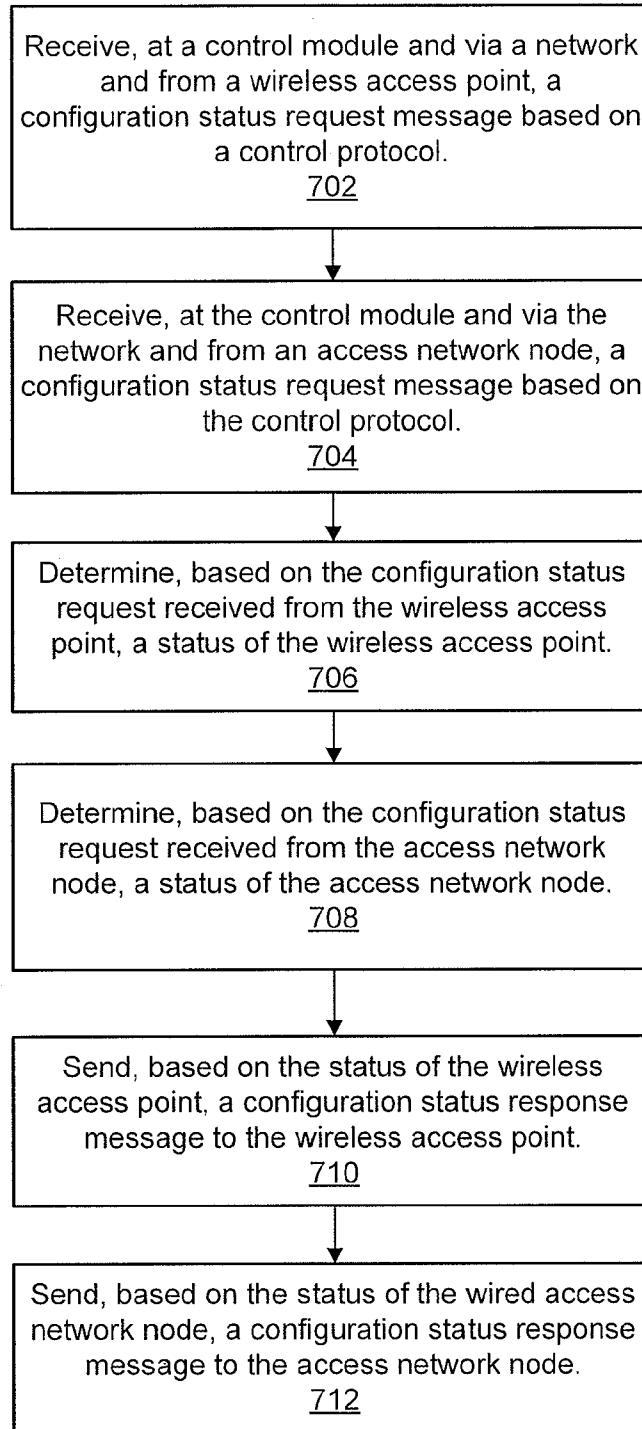 Receive, at a control module and via a network
and from a wireless access point, a
configuration status request message based on
a control protocol.
702
Receive, at the control module and via the
network and from an access network node, a
configuration status request message based on
the control protocol.
704
Determine, based on the configuration status
request received from the wireless access
point, a status of the wireless access point.
706
Determine, based on the configuration status
request received from the access network
node, a status of the access network node.
708
Send, based on the status of the wireless
access point, a configuration status response
message to the wireless access point.
710
Send, based on the status of the wired access
network node, a configuration status response
message to the access network node.
712